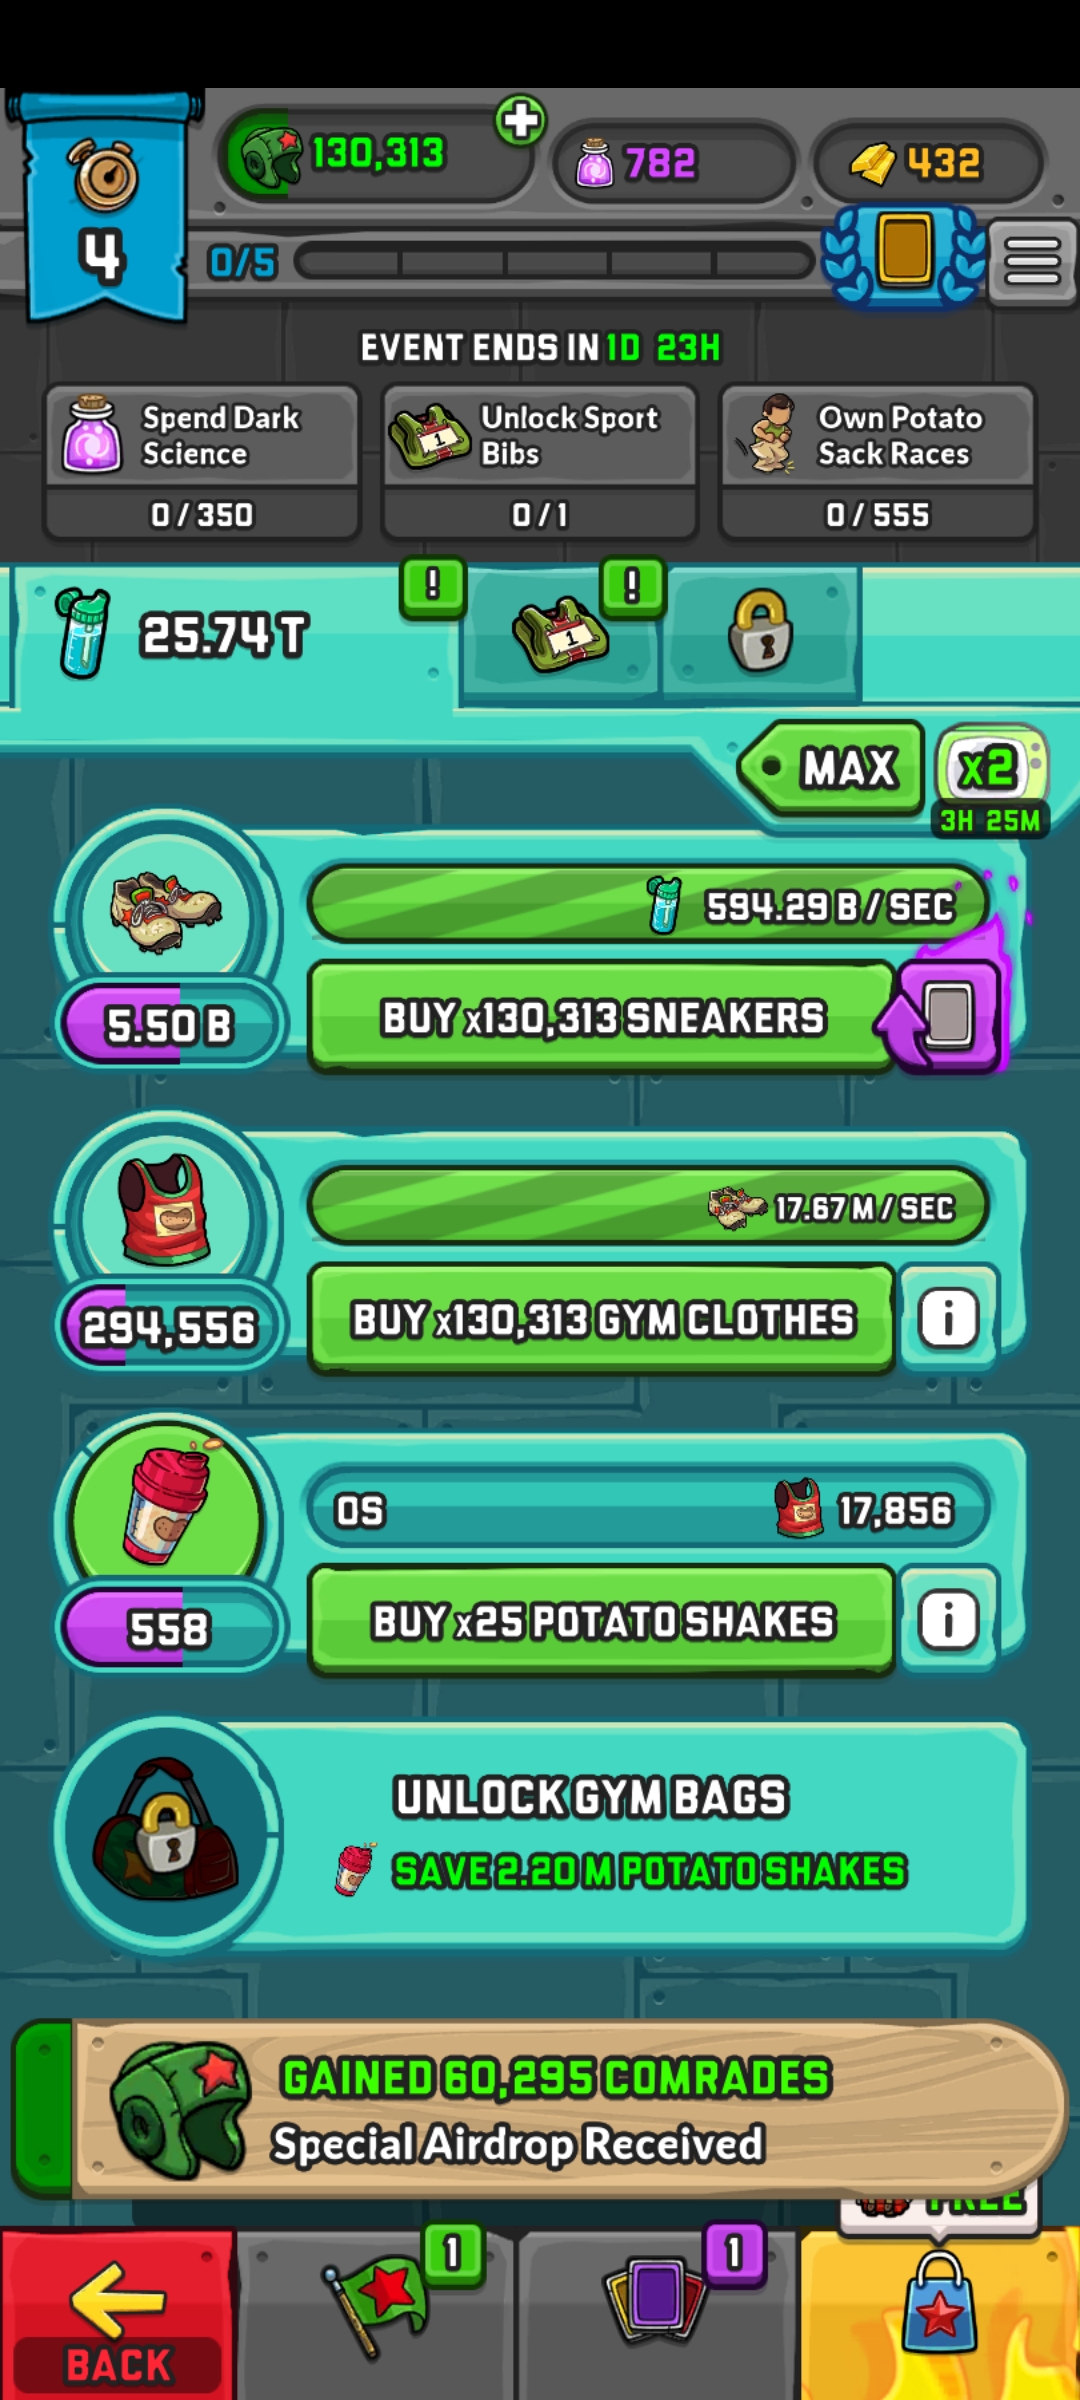 130,313
782
432
4
0/5
EVENT ENDS IN 1D 23H
Spend Dark
Science
0/350
Unlock Sport
Bibs
0/1
Own Potato
Sack Races
0/555
25.74 T
!
1
!
MAX
x2
3H 25M
594.29 B / SEC
BUY x130,313 SNEAKERS
5.50 B
17.67 M / SEC
BUY x130,313 GYM CLOTHES
294,556
i
0S
17,856
BUY x25 POTATO SHAKES
558
i
UNLOCK GYM BAGS
SAVE 2.20 M POTATO SHAKES
GAINED 60,295 COMRADES
Special Airdrop Received
FREE
1
1
BACK